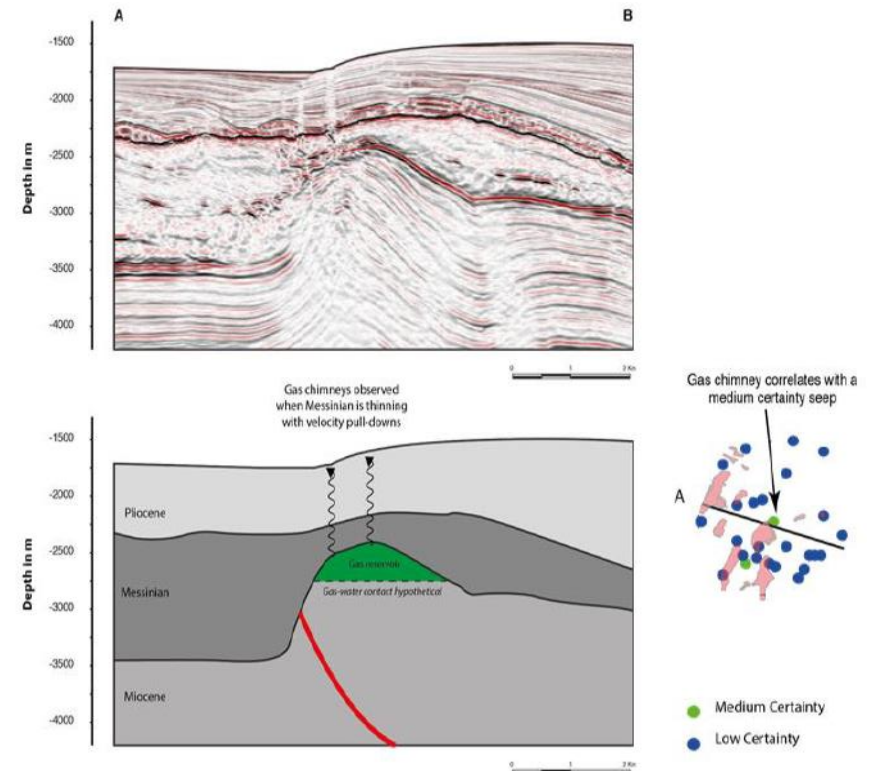 A
B
Depth in m
-1500
-2000
-2500
-3000
-3500
-4000
0 1 2 Km
Gas chimneys observed
when Messinian is thinning
with velocity pull-downs
Depth in m
-1500
-2000
-2500
-3000
-3500
-4000
Pliocene
Messinian
Miocene
Gas reservoir
Gas-water contact hypothetical
0 1 2 Km
Gas chimney correlates with a
medium certainty seep
A
Medium Certainty
Low Certainty